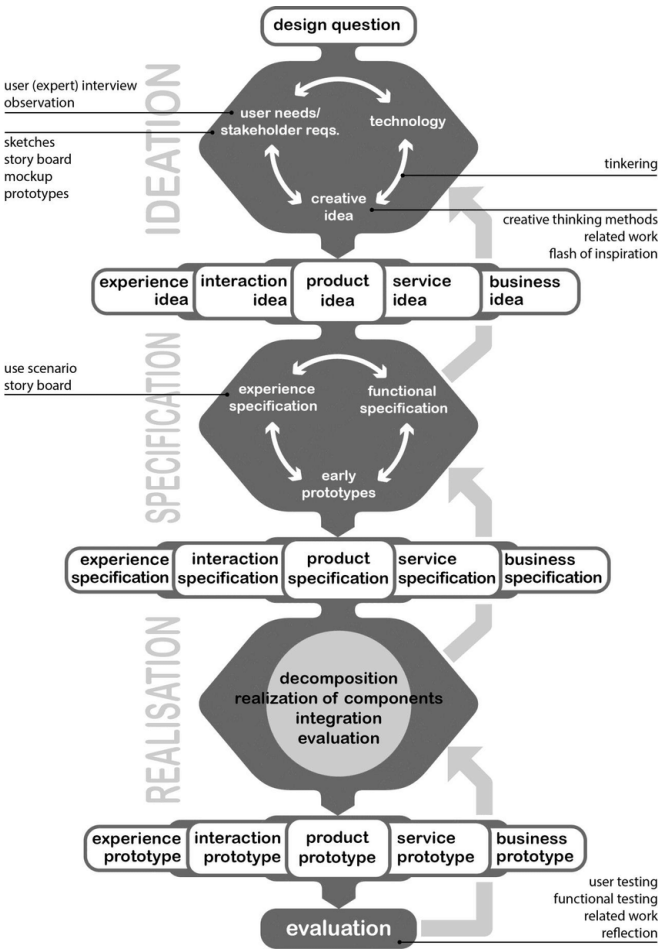 design question
IDEATION
user (expert) interview
observation
user needs/
stakeholder reqs.
technology
sketches
story board
mockup
prototypes
tinkering
creative
idea
creative thinking methods
related work
flash of inspiration
experience
idea
interaction
idea
product
idea
service
idea
business
idea
SPECIFICATION
use scenario
story board
experience
specification
functional
specification
early
prototypes
experience
specification
interaction
specification
product
specification
service
specification
business
specification
REALISATION
decomposition
realization of components
integration
evaluation
experience
prototype
interaction
prototype
product
prototype
service
prototype
business
prototype
evaluation
user testing
functional testing
related work
reflection